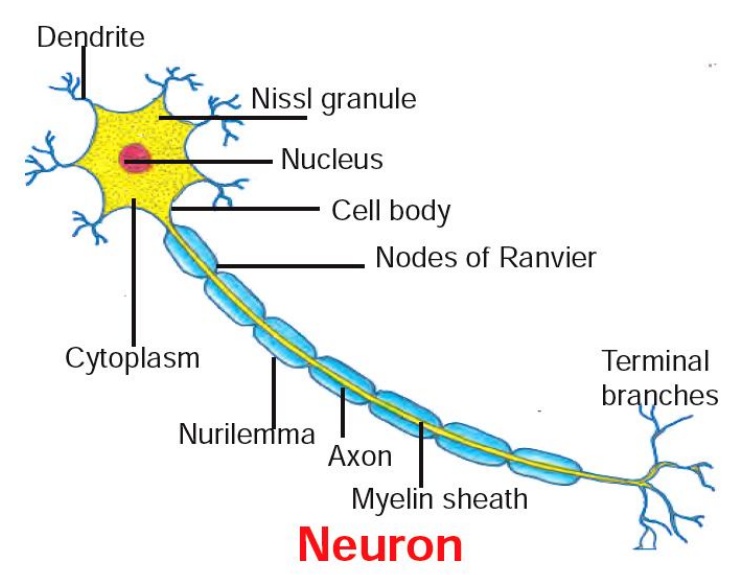 Dendrite
Nissl granule
Nucleus
Cell body
Nodes of Ranvier
Cytoplasm
Terminal
branches
Nurilemma
Axon
Myelin sheath
Neuron